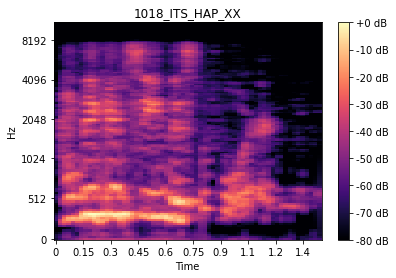 1018_ITS_HAP_XX
8192
4096
2048
1024
512
0
Hz
0 0.15 0.3 0.45 0.6 0.75 0.9 1.1 1.2 1.4
Time
+0 dB
-10 dB
-20 dB
-30 dB
-40 dB
-50 dB
-60 dB
-70 dB
-80 dB